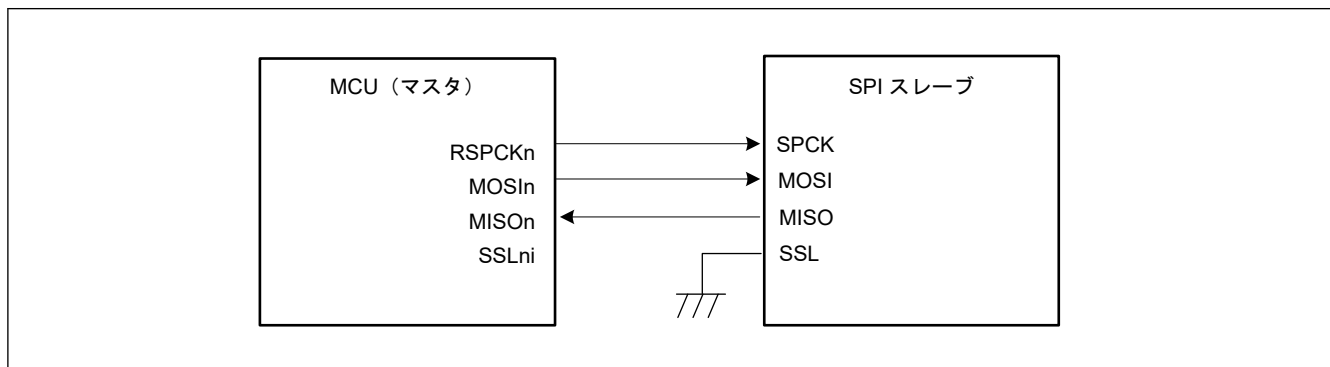 MCU（マスタ）
RSPCKn
MOSIn
MISOn
SSLni
SPI スレーブ
SPCK
MOSI
MISO
SSL